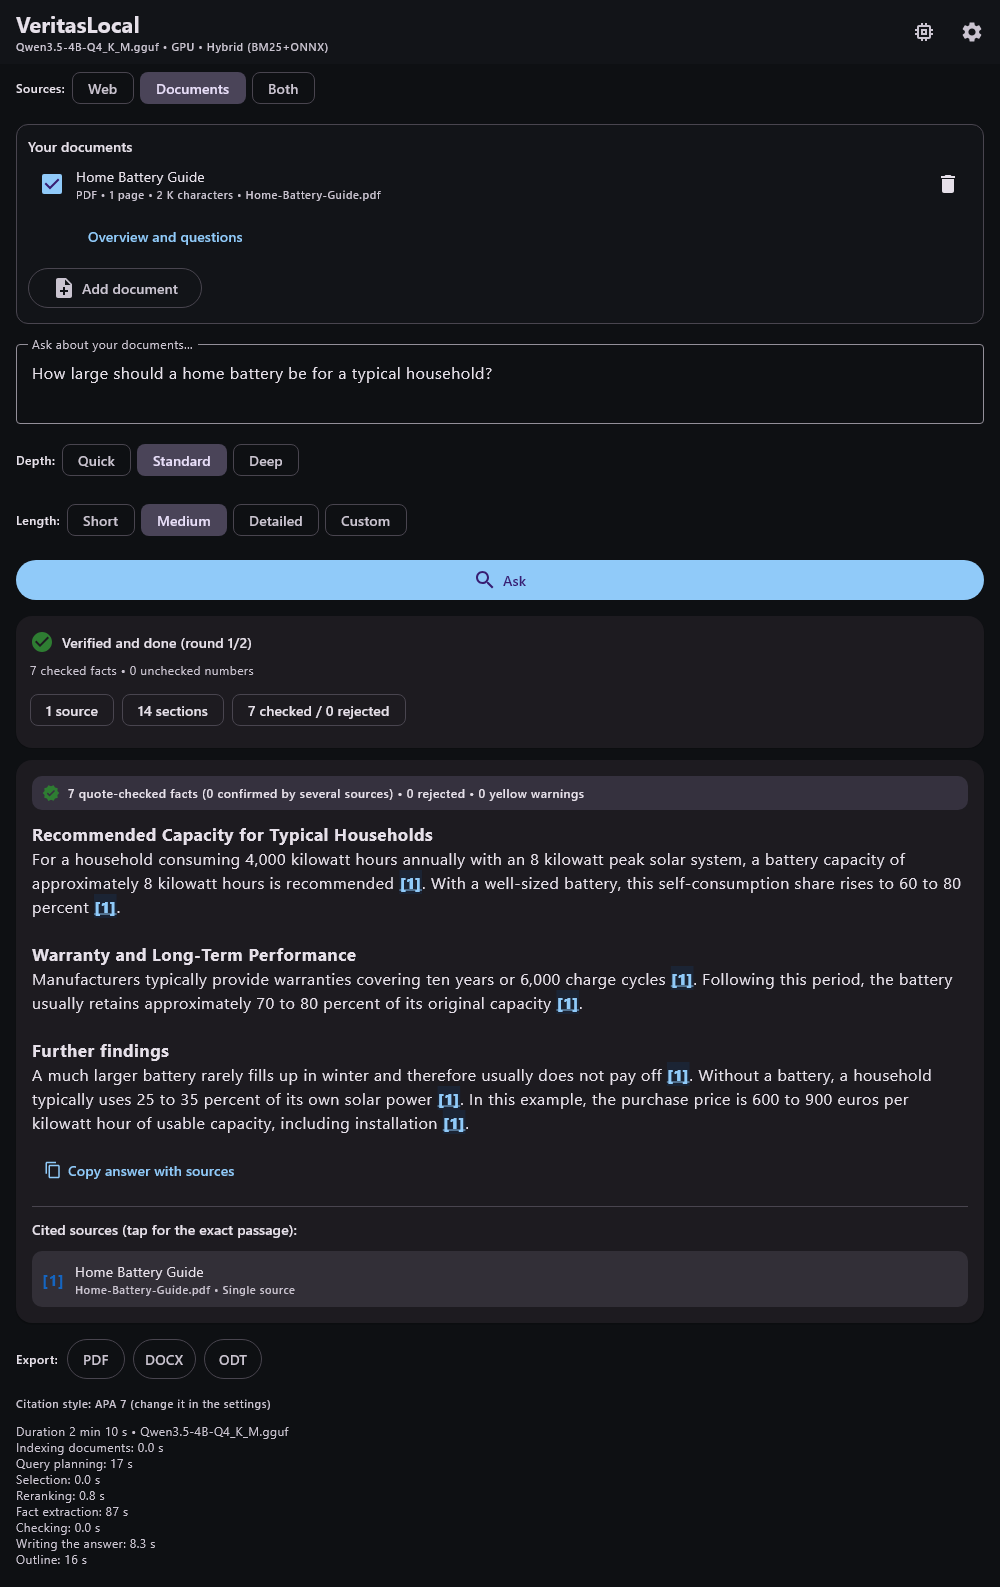 VeritasLocal
Qwen3.5-4B-Q4_K_M.gguf • GPU • Hybrid (BM25+ONNX)
Sources: Web Documents Both
Your documents
Home Battery Guide
PDF • 1 page • 2 K characters • Home-Battery-Guide.pdf
Overview and questions
Add document
Ask about your documents...
How large should a home battery be for a typical household?
Depth: Quick Standard Deep
Length: Short Medium Detailed Custom
Ask
Verified and done (round 1/2)
7 checked facts • 0 unchecked numbers
1 source 14 sections 7 checked / 0 rejected
7 quote-checked facts (0 confirmed by several sources) • 0 rejected • 0 yellow warnings
Recommended Capacity for Typical Households
For a household consuming 4,000 kilowatt hours annually with an 8 kilowatt peak solar system, a battery capacity of
approximately 8 kilowatt hours is recommended [1]. With a well-sized battery, this self-consumption share rises to 60 to 80
percent [1].
Warranty and Long-Term Performance
Manufacturers typically provide warranties covering ten years or 6,000 charge cycles [1]. Following this period, the battery
usually retains approximately 70 to 80 percent of its original capacity [1].
Further findings
A much larger battery rarely fills up in winter and therefore usually does not pay off [1]. Without a battery, a household
typically uses 25 to 35 percent of its own solar power [1]. In this example, the purchase price is 600 to 900 euros per
kilowatt hour of usable capacity, including installation [1].
Copy answer with sources
Cited sources (tap for the exact passage):
[1] Home Battery Guide
Home-Battery-Guide.pdf • Single source
Export: PDF DOCX ODT
Citation style: APA 7 (change it in the settings)
Duration 2 min 10 s • Qwen3.5-4B-Q4_K_M.gguf
Indexing documents: 0.0 s
Query planning: 17 s
Selection: 0.0 s
Reranking: 0.8 s
Fact extraction: 87 s
Checking: 0.0 s
Writing the answer: 8.3 s
Outline: 16 s